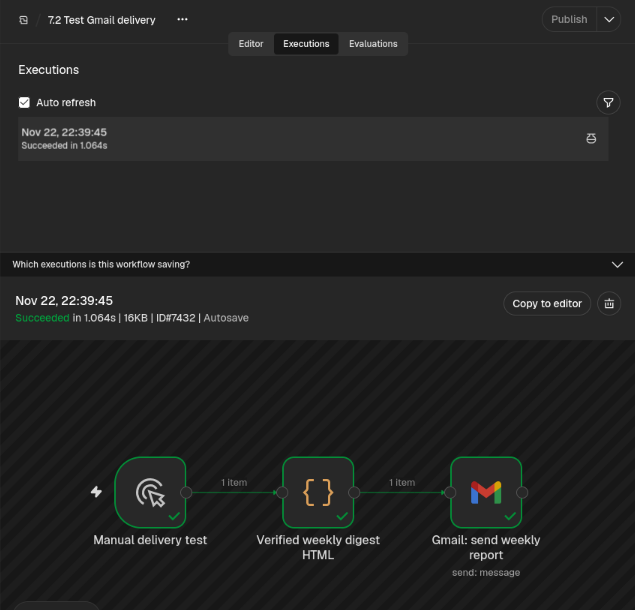 7.2 Test Gmail delivery
Publish
Editor
Executions
Evaluations
Executions
Auto refresh
Nov 22, 22:39:45
Succeeded in 1.064s
Which executions is this workflow saving?
Nov 22, 22:39:45
Copy to editor
Succeeded in 1.064s | 16KB | ID#7432 | Autosave
1 item
1 item
Manual delivery test
Verified weekly digest
HTML
Gmail: send weekly
report
send: message